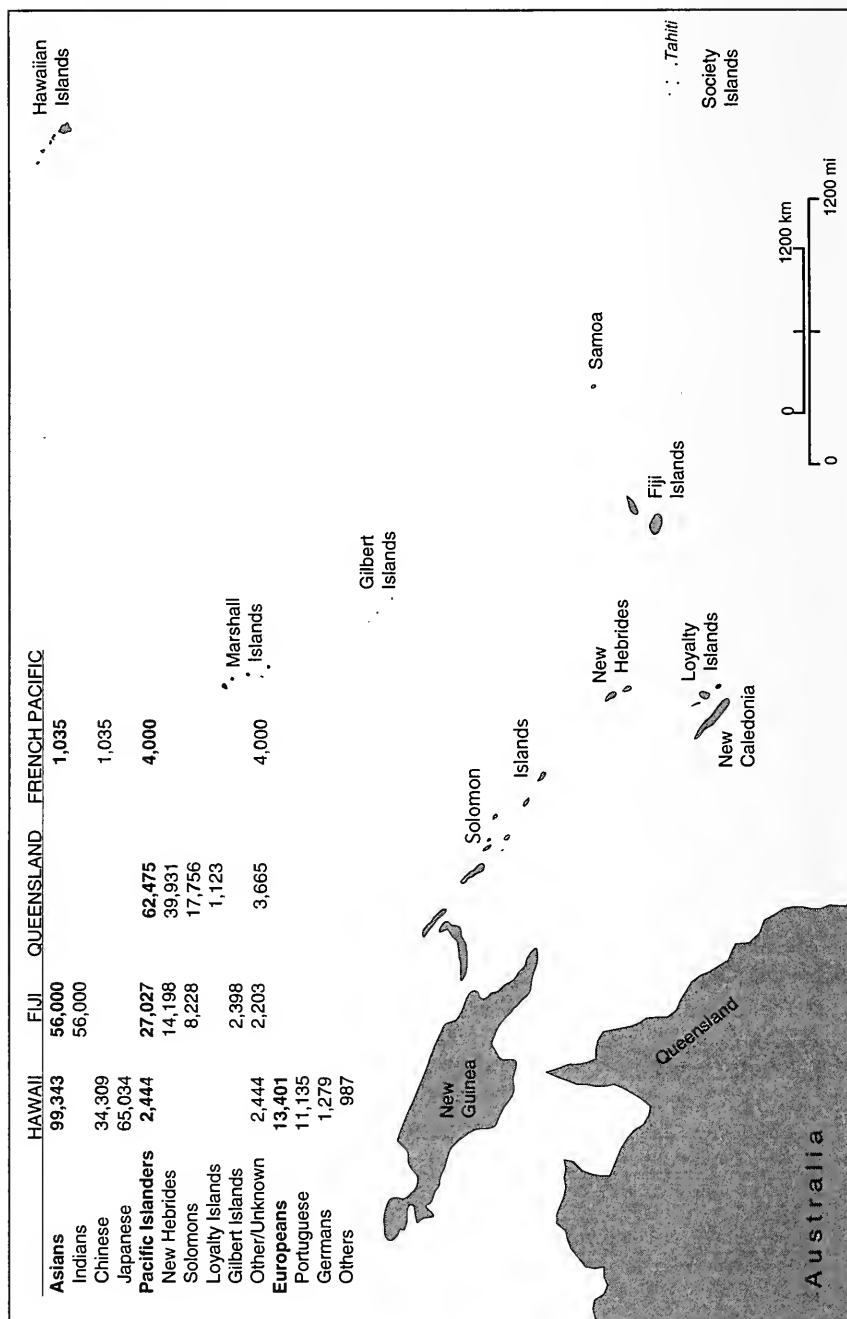 HAWAII FIJI QUEENSLAND FRENCH PACIFIC
Asians 99,343 56,000 1,035
Indians 56,000
Chinese 34,309 1,035
Japanese 65,034
Pacific Islanders 2,444 27,027 62,475 4,000
New Hebrides 14,198 39,931
Solomons 8,228 17,756
Loyalty Islands 1,123
Gilbert Islands 2,398
Other/Unknown 2,444 2,203 3,665 4,000
Europeans 13,401
Portuguese 11,135
Germans 1,279
Others 987
Hawaiian
Islands
Marshall
Islands
Gilbert
Islands
New
Guinea
Solomon
Islands
Samoa
New
Hebrides
Fiji
Islands
Tahiti
Society
Islands
Loyalty
Islands
New
Caledonia
Queensland
Australia
0 1200 km
0 1200 mi